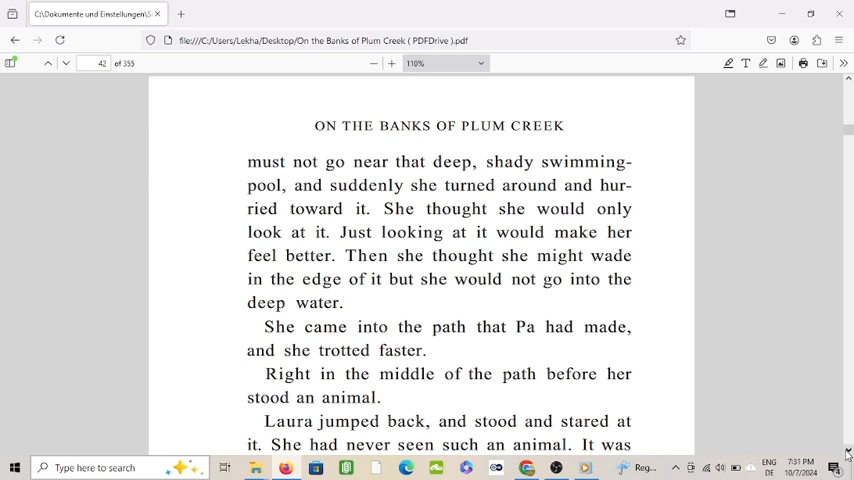 C:\Dokumente und Einstellungen\S
file:///C:/Users/Lekha/Desktop/On the Banks of Plum Creek ( PDFDrive ).pdf
42 of 355
110%
ON THE BANKS OF PLUM CREEK
must not go near that deep, shady swimming-
pool, and suddenly she turned around and hur-
ried toward it. She thought she would only
look at it. Just looking at it would make her
feel better. Then she thought she might wade
in the edge of it but she would not go into the
deep water.
She came into the path that Pa had made,
and she trotted faster.
Right in the middle of the path before her
stood an animal.
Laura jumped back, and stood and stared at
it. She had never seen such an animal. It was
Type here to search
Reg...
ENG
DE
7:31 PM
10/7/2024
4